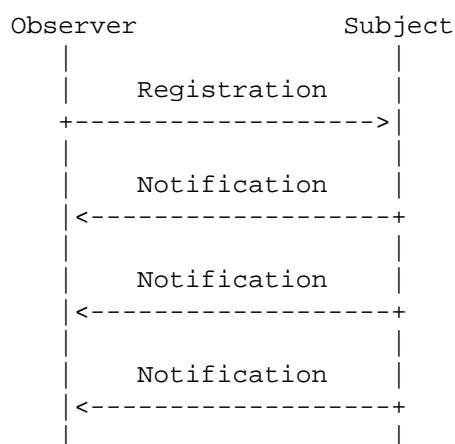 Observer Subject
Registration
Notification
Notification
Notification